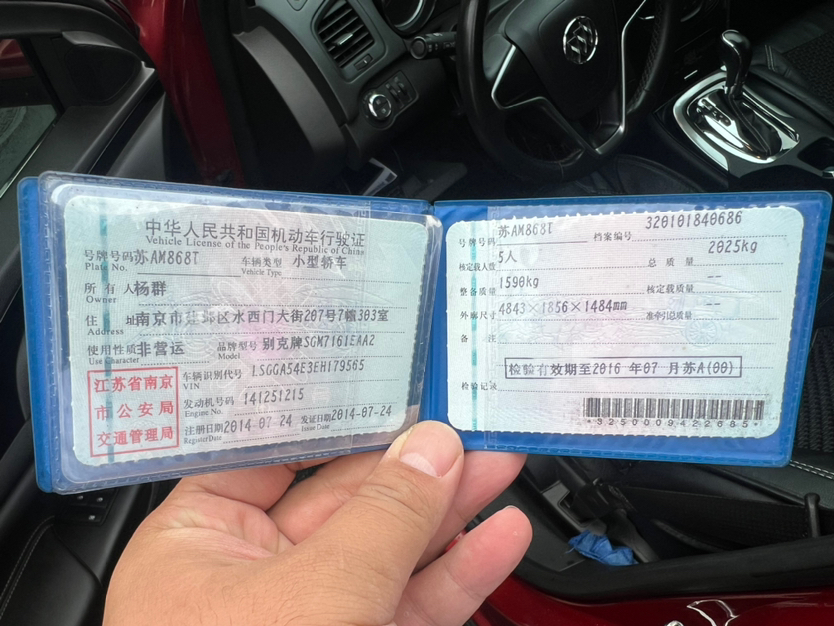 中华人民共和国机动车行驶证
Vehicle License of the People's Republic of China
号牌号码 苏AM868T 车辆类型 小型轿车
Plate No. Vehicle Type
所有人 杨群
Owner
住址 南京市建邺区水西门大街207号7幢303室
Address
使用性质 非营运 品牌型号 别克牌SGM7161EAA2
Use Character Model
江苏省南京
市公安局
交通管理局
车辆识别代号 LSGGA54E3EH179565
VIN
发动机号码 141251215
Engine No.
注册日期 2014-07-24 发证日期 2014-07-24
Register Date Issue Date
号牌号码 苏AM868T 档案编号 320101840686
核定载人数 5人 总质量 2025kg
整备质量 1590kg 核定载质量 --
外廓尺寸 4843×1856×1484mm 准牵引总质量 --
备注
检验有效期至2016年07月苏A(00)
检验记录
*3250009422685*